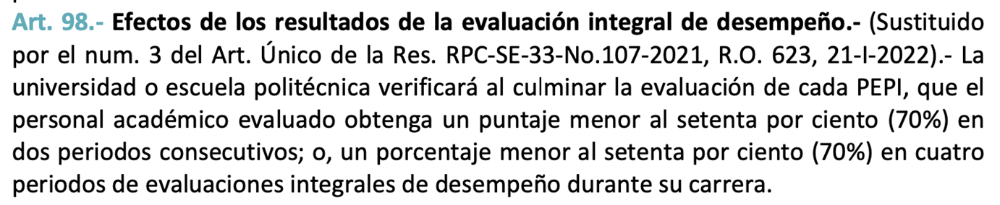 Art. 98.- Efectos de los resultados de la evaluación integral de desempeño.- (Sustituido
por el num. 3 del Art. Único de la Res. RPC-SE-33-No.107-2021, R.O. 623, 21-I-2022).- La
universidad o escuela politécnica verificará al culminar la evaluación de cada PEPI, que el
personal académico evaluado obtenga un puntaje menor al setenta por ciento (70%) en
dos periodos consecutivos; o, un porcentaje menor al setenta por ciento (70%) en cuatro
periodos de evaluaciones integrales de desempeño durante su carrera.